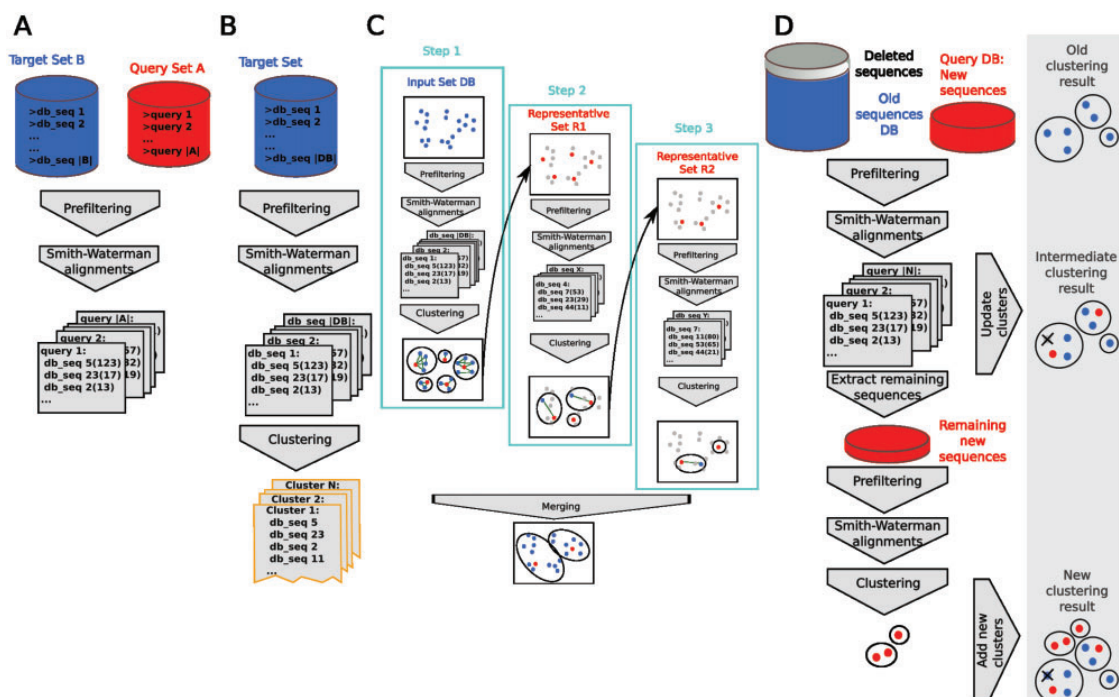 A
Target Set B
Query Set A
>db_seq 1
>db_seq 2
...
...
>db_seq |B|
>query 1
>query 2
...
>query |A|
Prefiltering
Smith-Waterman
alignments
query |A|:
query 2:
query 1:
db_seq 5(123)
db_seq 23(17)
db_seq 2(13)
...
B
Target Set
>db_seq 1
>db_seq 2
...
...
>db_seq |DB|
Prefiltering
Smith-Waterman
alignments
db_seq |DB|:
db_seq 2:
db_seq 1:
db_seq 5(123)
db_seq 23(17)
db_seq 2(13)
...
Clustering
Cluster N:
Cluster 2:
Cluster 1:
db_seq 5
db_seq 23
db_seq 2
db_seq 11
...
C
Step 1
Input Set DB
Prefiltering
Smith-Waterman
alignments
db_seq |DB|:
db_seq 2:
db_seq 1:
db_seq 5(123)
db_seq 23(17)
db_seq 2(13)
...
Clustering
Step 2
Representative
Set R1
Prefiltering
Smith-Waterman
alignments
db_seq X:
db_seq 4:
db_seq 7(53)
db_seq 23(29)
db_seq 44(11)
...
Clustering
Step 3
Representative
Set R2
Prefiltering
Smith-Waterman
alignments
db_seq Y:
db_seq 7:
db_seq 11(80)
db_seq 53(65)
db_seq 44(21)
...
Clustering
Merging
D
Deleted
sequences
Old
sequences
DB
Query DB:
New
sequences
Prefiltering
Smith-Waterman
alignments
query |N|:
query 2:
query 1:
db_seq 5(123)
db_seq 23(17)
db_seq 2(13)
...
Update
clusters
Extract remaining
sequences
Remaining
new
sequences
Prefiltering
Smith-Waterman
alignments
Clustering
Add new
clusters
Old
clustering
result
Intermediate
clustering
result
New
clustering
result